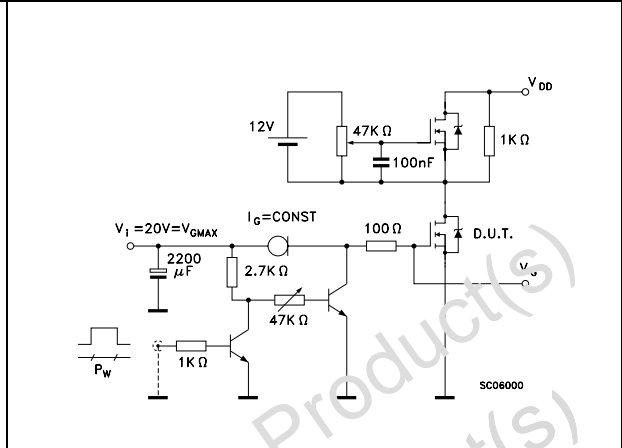 V DD
12V
47K Ω
1K Ω
100nF
I G =CONST
V i =20V=V GMAX
100 Ω
D.U.T.
2200
μF
2.7K Ω
47K Ω
1K Ω
P W
SC06000
Product(s)